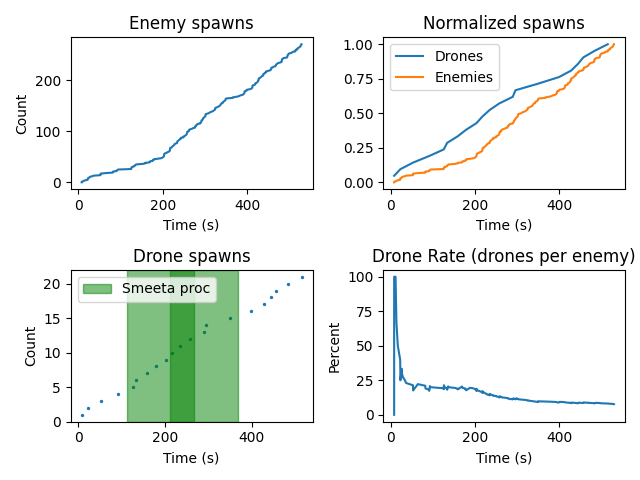 Enemy spawns
Count
200
100
0
0
200
400
Time (s)
Normalized spawns
1.00
0.75
0.50
0.25
0.00
Drones
Enemies
0
200
400
Time (s)
Drone spawns
Count
20
15
10
5
0
Smeeta proc
0
200
400
Time (s)
Drone Rate (drones per enemy)
Percent
100
75
50
25
0
0
200
400
Time (s)